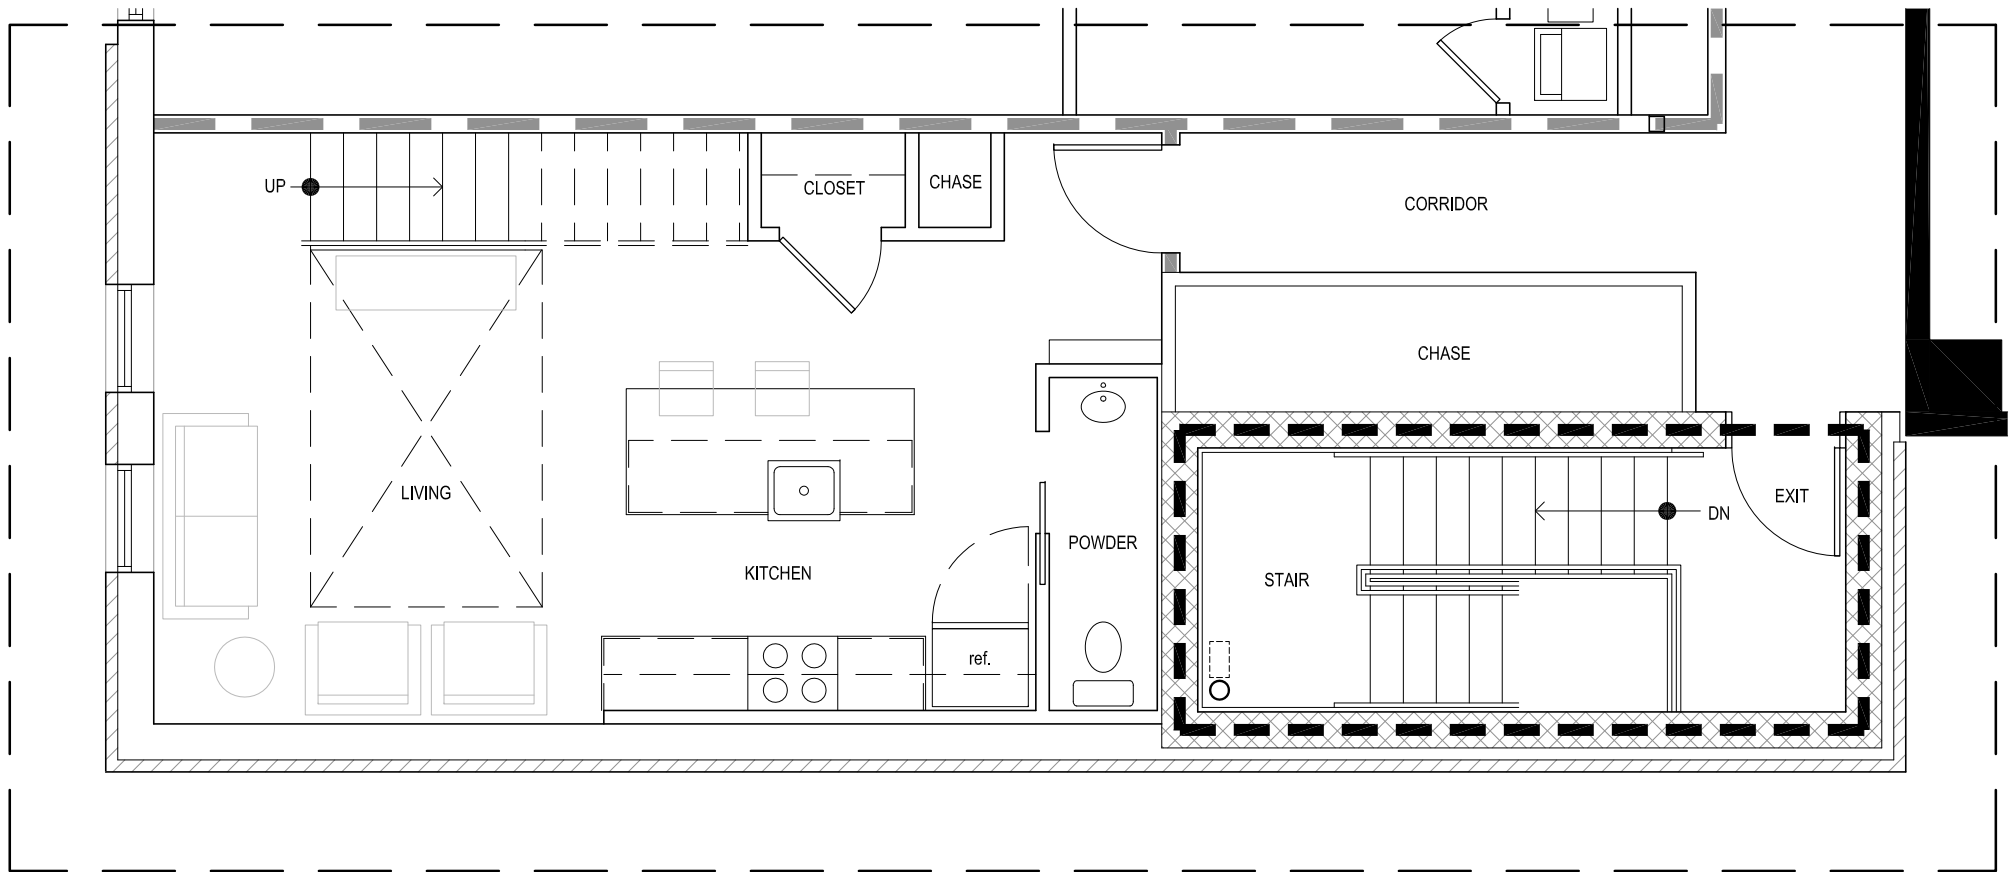 UP
CLOSET
CHASE
CORRIDOR
CHASE
LIVING
EXIT
DN
POWDER
KITCHEN
STAIR
ref.